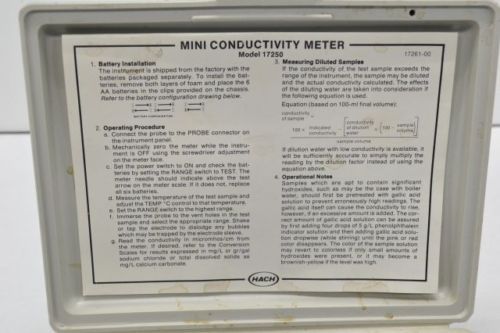 MINI CONDUCTIVITY METER
Model 17250
17261-00
1. Battery Installation
The instrument is shipped from the factory with the
batteries packaged separately. To install the bat-
teries, remove both layers of foam and place the 6
AA batteries in the clips provided on the chassis.
Refer to the battery configuration drawing below.
BATTERY CONFIGURATION
2. Operating Procedure
a. Connect the probe to the PROBE connector on
the instrument panel.
b. Mechanically zero the meter while the instru-
ment is OFF using the screwdriver adjustment
on the meter face.
c. Set the power switch to ON and check the bat-
teries by setting the RANGE switch to TEST. The
meter needle should indicate above the test
arrow on the meter scale. If it does not, replace
all six batteries.
d. Measure the temperature of the test sample and
adjust the TEMP °C control to that temperature.
e. Set the RANGE switch to the highest range.
f. Immerse the probe to the vent holes in the test
sample and select the appropriate range. Shake
or tap the electrode to dislodge any bubbles
which may be trapped by the electrode sleeve.
g. Read the conductivity in micromhos/cm from
the meter. If desired, refer to the Conversion
Scales for results expressed in mg/L or gr/gal
sodium chloride or total dissolved solids as
mg/L calcium carbonate.
3. Measuring Diluted Samples
If the conductivity of the test sample exceeds the
range of the instrument, the sample may be diluted
and the actual conductivity calculated. The effects
of the diluting water are taken into consideration if
the following equation is used.
Equation (based on 100-ml final volume):
conductivity
of sample =
100 × indicated conductivity − [conductivity of dilution water × (100 − sample volume)]
sample volume
If dilution water with low conductivity is available, it
will be sufficiently accurate to simply multiply the
reading by the dilution factor instead of using the
equation above.
4. Operational Notes
Samples which are apt to contain significant
hydroxides, such as may be the case with boiler
water, should first be pretreated with gallic acid
solution to prevent erroneously high readings. The
gallic acid itself can cause the conductivity to rise,
however, if an excessive amount is added. The cor-
rect amount of gallic acid solution can be assured
by first adding four drops of 5 g/L phenolphthalein
indicator solution and then adding gallic acid solu-
tion dropwise (while stirring) until the pink or red
color disappears. The color of the sample solution
may revert to colorless if only small amounts of
hydroxides were present, or it may become a
brownish-yellow if the level was high.
HACH